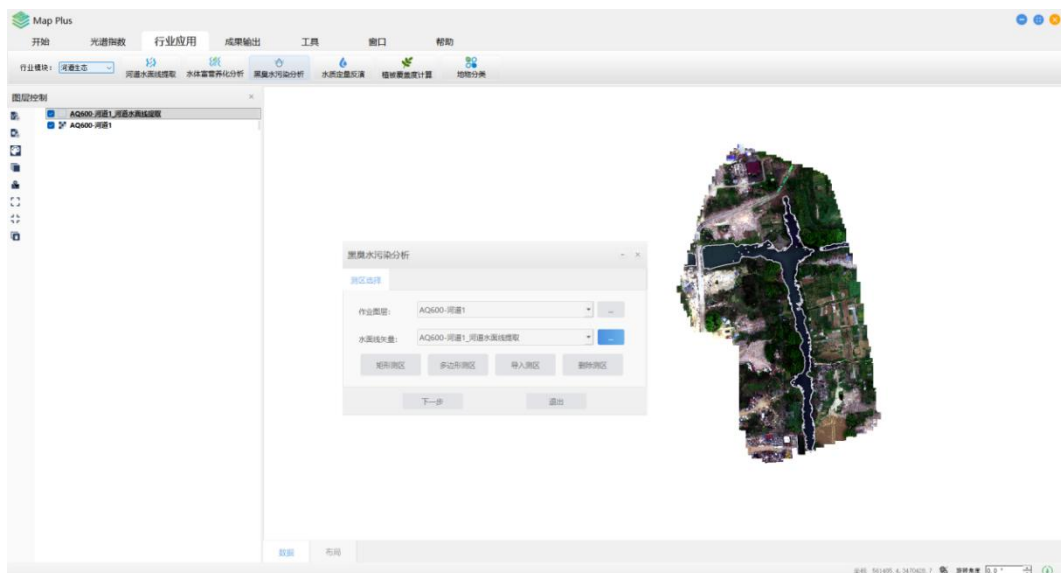 Map Plus
开始 光谱指数 行业应用 成果输出 工具 窗口 帮助
行业模块： 河道生态 河道水面线提取 水体富营养化分析 黑臭水污染分析 水质定量反演 植被覆盖度计算 地物分类
图层控制
AQ600-河道1_河道水面线提取
AQ600-河道1
黑臭水污染分析
测区选择
作业图层： AQ600-河道1 ...
水面线矢量： AQ600-河道1_河道水面线提取 ...
矩形测区 多边形测区 导入测区 删除测区
下一步 退出
数据 布局
旋转角度 0.0 °